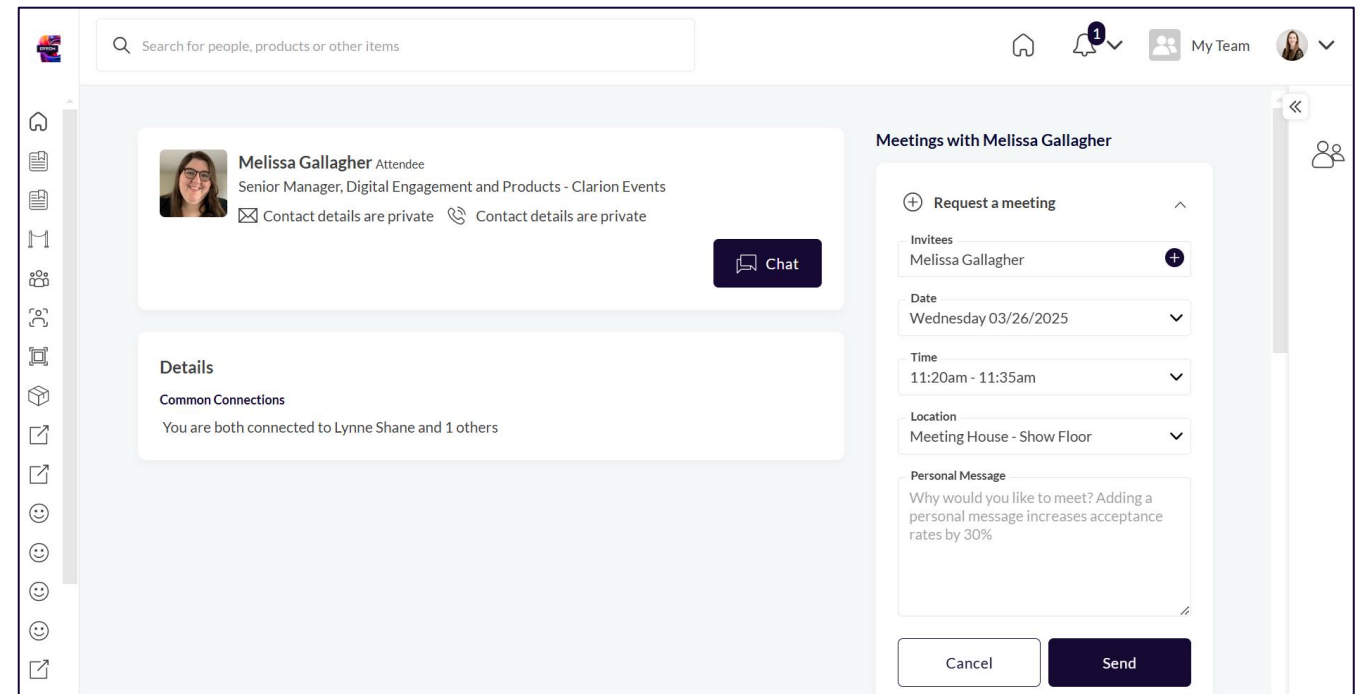 Search for people, products or other items
1
My Team
Melissa Gallagher Attendee
Senior Manager, Digital Engagement and Products - Clarion Events
Contact details are private Contact details are private
Chat
Details
Common Connections
You are both connected to Lynne Shane and 1 others
Meetings with Melissa Gallagher
Request a meeting
Invitees
Melissa Gallagher
Date
Wednesday 03/26/2025
Time
11:20am - 11:35am
Location
Meeting House - Show Floor
Personal Message
Why would you like to meet? Adding a
personal message increases acceptance
rates by 30%
Cancel
Send